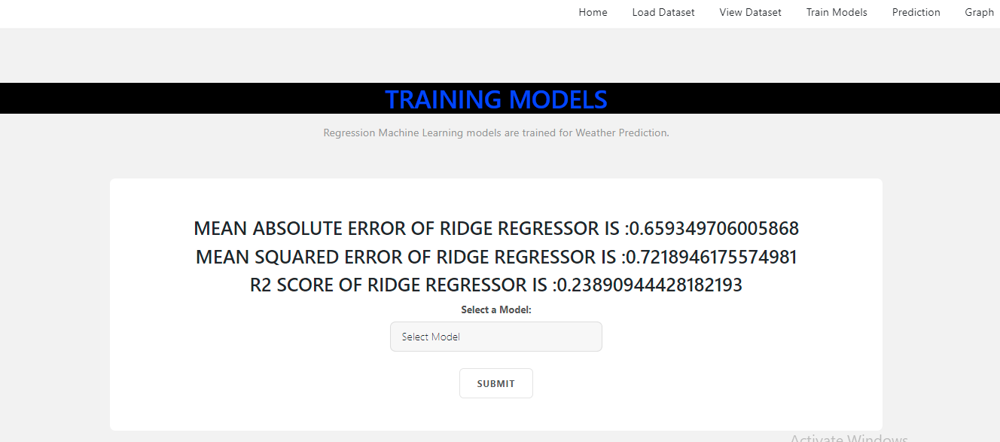 Home Load Dataset View Dataset Train Models Prediction Graph
TRAINING MODELS
Regression Machine Learning models are trained for Weather Prediction.
MEAN ABSOLUTE ERROR OF RIDGE REGRESSOR IS :0.659349706005868
MEAN SQUARED ERROR OF RIDGE REGRESSOR IS :0.7218946175574981
R2 SCORE OF RIDGE REGRESSOR IS :0.23890944428182193
Select a Model:
Select Model
SUBMIT
Activate Windows